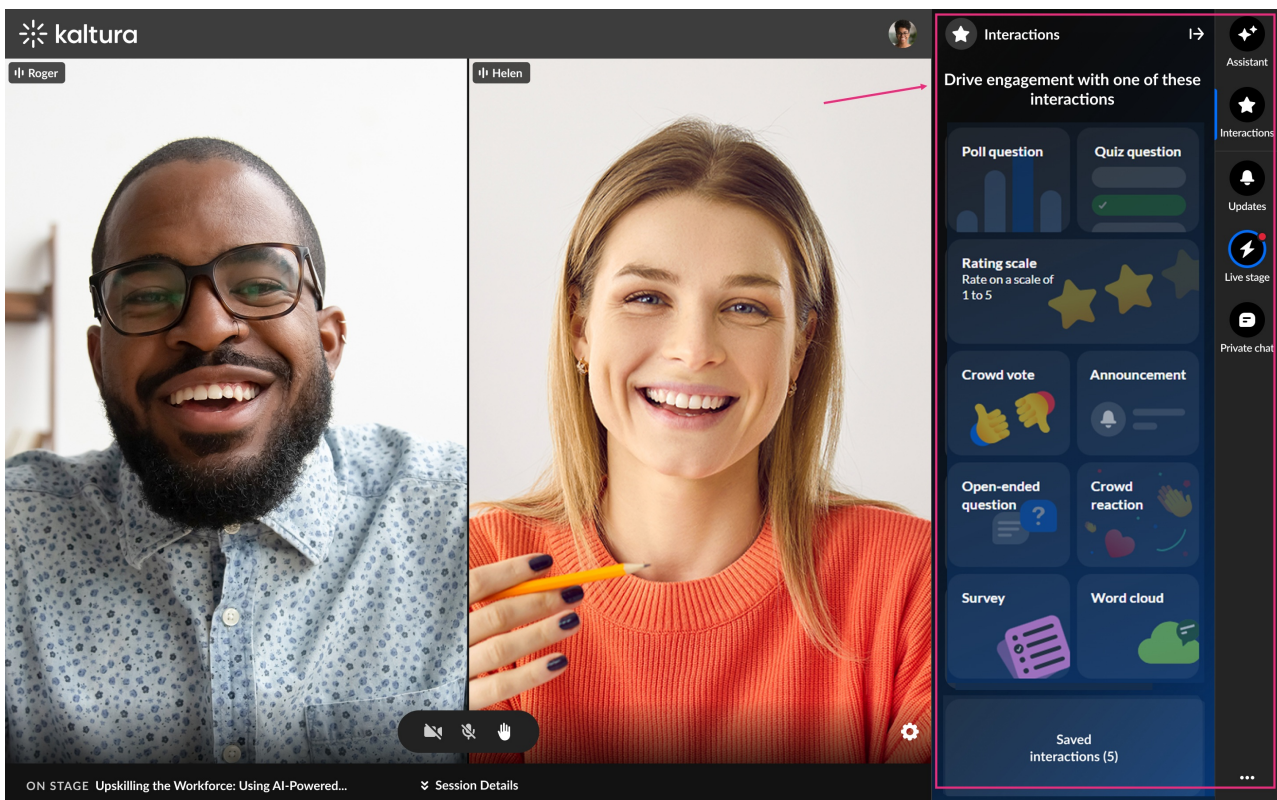 kaltura
Roger
Helen
ON STAGE Upskilling the Workforce: Using AI-Powered...
Session Details
Interactions
Drive engagement with one of these
interactions
Poll question
Quiz question
Rating scale
Rate on a scale of
1 to 5
Crowd vote
Announcement
Open-ended
question
?
Crowd
reaction
Survey
Word cloud
Saved
interactions (5)
Assistant
Interactions
Updates
Live stage
Private chat